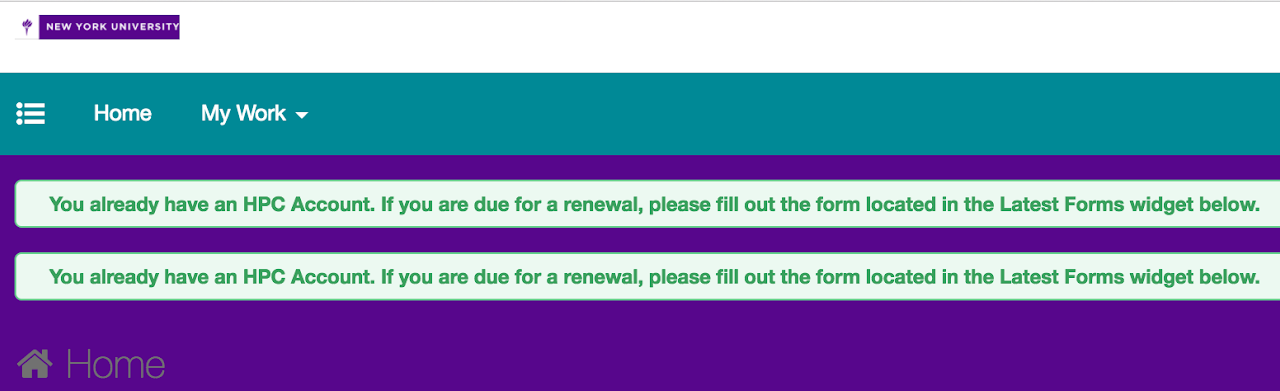 NEW YORK UNIVERSITY
Home My Work
You already have an HPC Account. If you are due for a renewal, please fill out the form located in the Latest Forms widget below.
You already have an HPC Account. If you are due for a renewal, please fill out the form located in the Latest Forms widget below.
Home